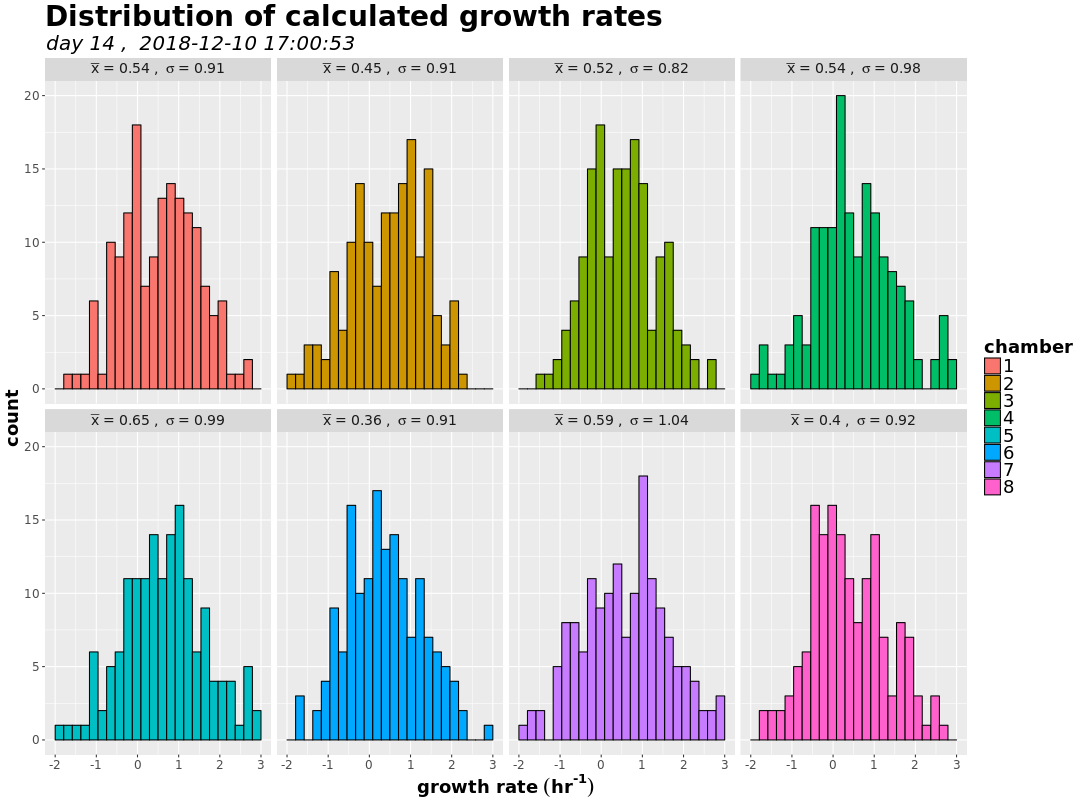 Distribution of calculated growth rates
day 14 ,  2018-12-10 17:00:53
x̅ = 0.54 ,  σ = 0.91
x̅ = 0.45 ,  σ = 0.91
x̅ = 0.52 ,  σ = 0.82
x̅ = 0.54 ,  σ = 0.98
20
15
10
5
0
x̅ = 0.65 ,  σ = 0.99
x̅ = 0.36 ,  σ = 0.91
x̅ = 0.59 ,  σ = 1.04
x̅ = 0.4 ,  σ = 0.92
20
15
10
5
0
-2 -1 0 1 2 3
-2 -1 0 1 2 3
-2 -1 0 1 2 3
-2 -1 0 1 2 3
count
growth rate (hr⁻¹)
chamber
1
2
3
4
5
6
7
8